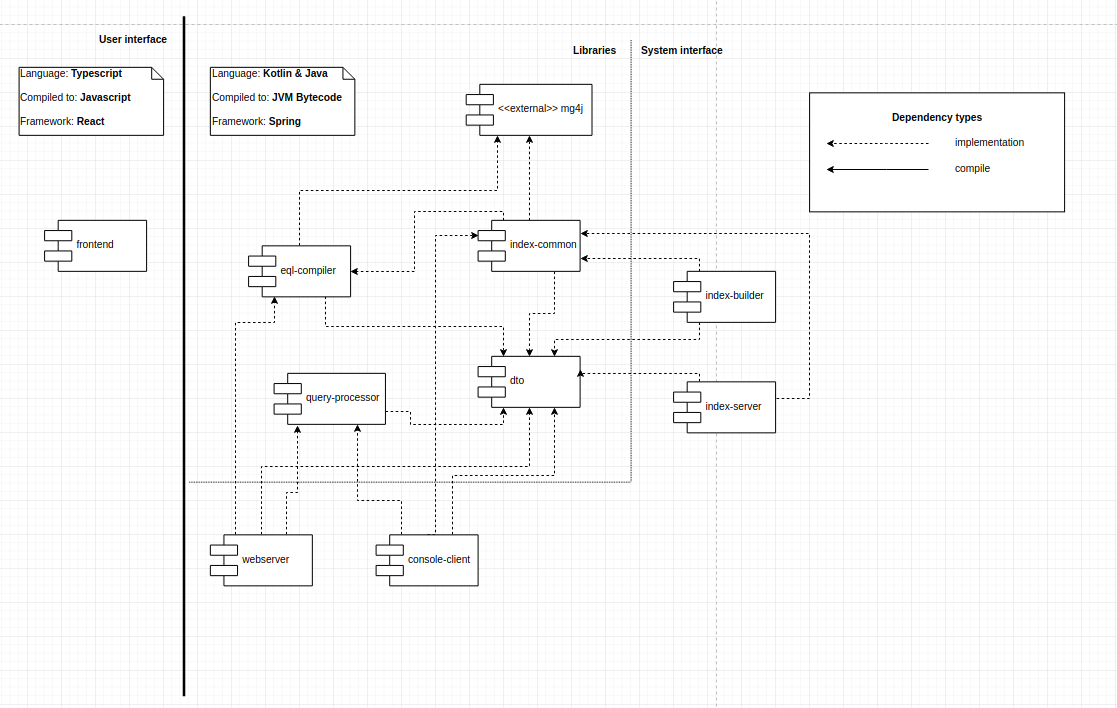 User interface
Libraries
System interface
Language: Typescript
Compiled to: Javascript
Framework: React
Language: Kotlin & Java
Compiled to: JVM Bytecode
Framework: Spring
<<external>> mg4j
Dependency types
implementation
compile
frontend
eql-compiler
index-common
index-builder
query-processor
dto
index-server
webserver
console-client